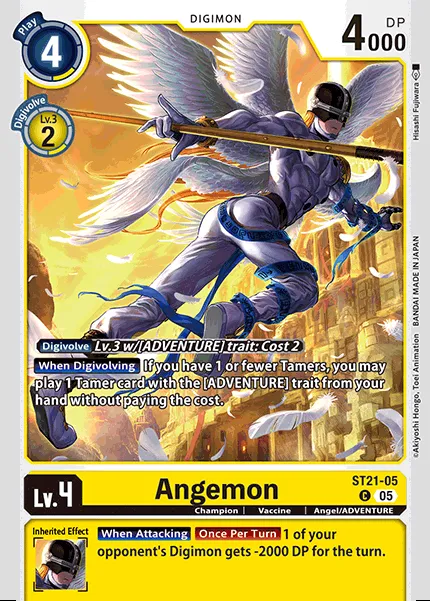 Play
4
DIGIMON
4000
DP
Digivolve
Lv.3
2
Hisashi Fujiwara
©Akiyoshi Hongo, Toei Animation BANDAI MADE IN JAPAN
Digivolve Lv.3 w/[ADVENTURE] trait: Cost 2
When Digivolving If you have 1 or fewer Tamers, you may
play 1 Tamer card with the [ADVENTURE] trait from your
hand without paying the cost.
Lv.4
Angemon
ST21-05
C 05
Champion | Vaccine | Angel/ADVENTURE
Inherited Effect
When Attacking Once Per Turn 1 of your
opponent's Digimon gets -2000 DP for the turn.